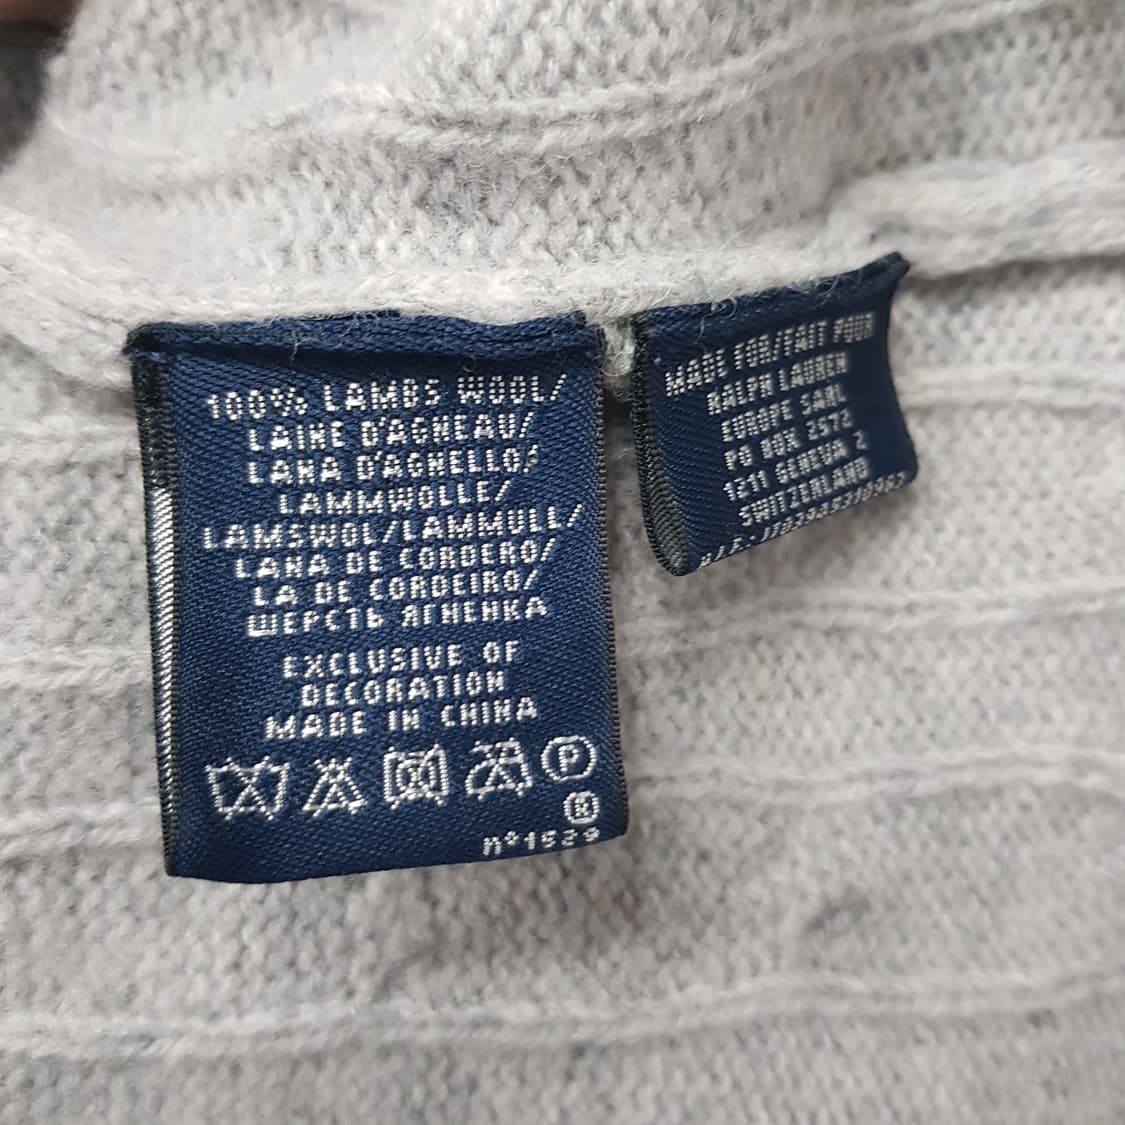 100% LAMBS WOOL/
LAINE D'AGNEAU/
LANA D'AGNELLO/
LAMMWOLLE/
LAMSWOL/LAMMULL/
LANA DE CORDERO/
LA DE CORDEIRO/
ШЕРСТЬ ЯГНЕНКА
EXCLUSIVE OF
DECORATION
MADE IN CHINA
P
®
n°1529
MADE FOR/FAIT POUR
RALPH LAUREN
EUROPE SARL
PO BOX 2572
1211 GENEVA 2
SWITZERLAND